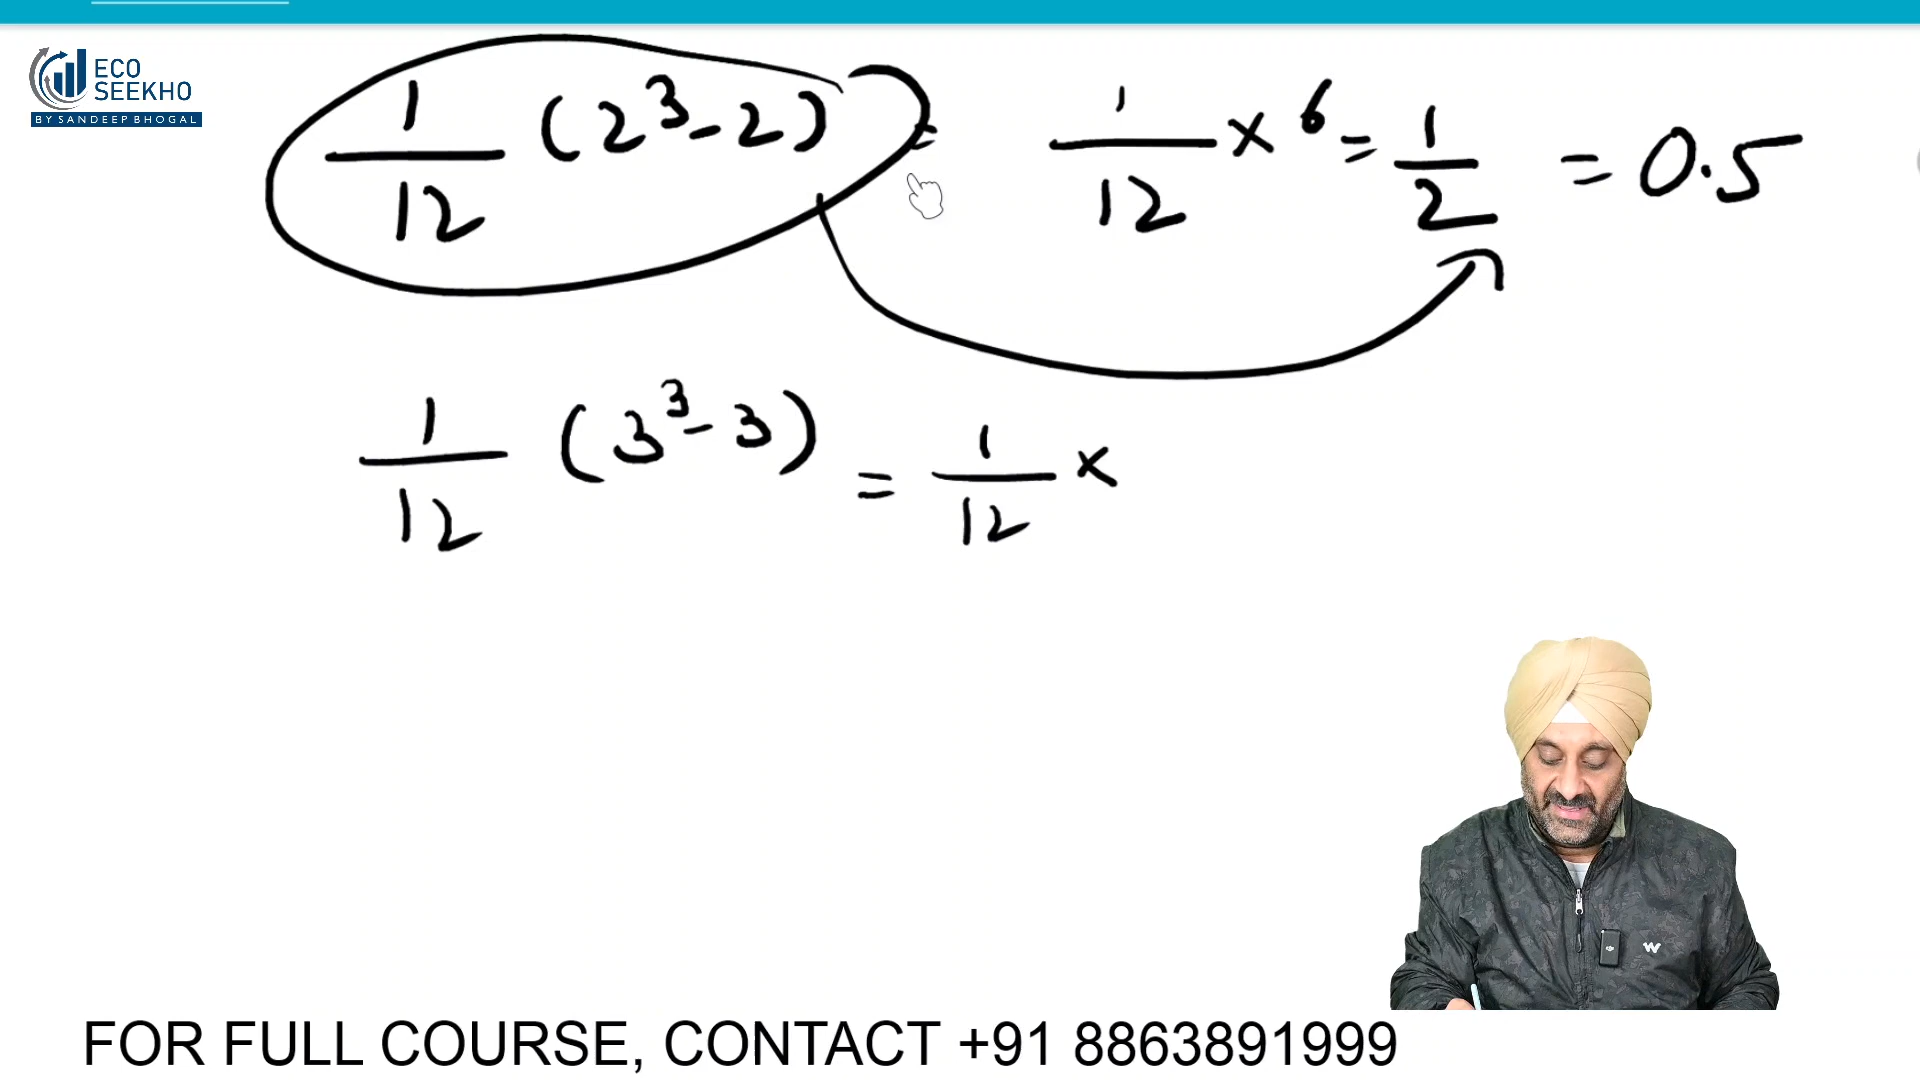 ECO
SEEKHO
BY SANDEEP BHOGAL
1/12 (2³-2) = 1/12 × 6 = 1/2 = 0.5
1/12 (3³-3) = 1/12 ×
W
FOR FULL COURSE, CONTACT +91 8863891999